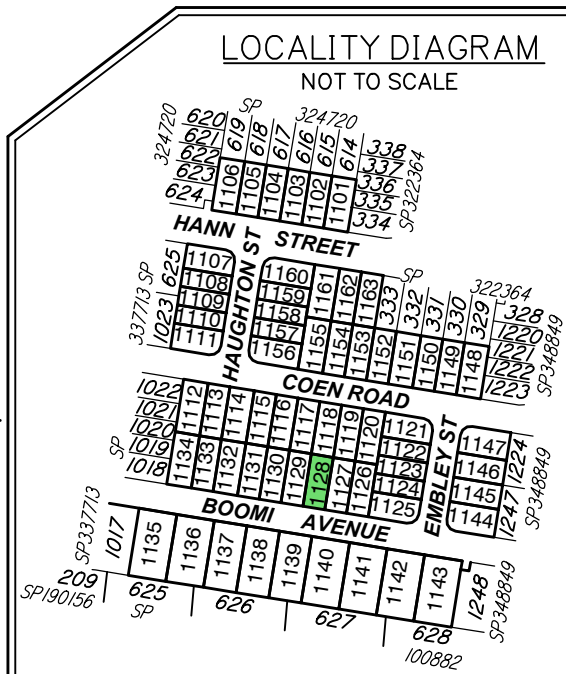 LOCALITY DIAGRAM
NOT TO SCALE
SP 324720
324720
620 621 622 623 624
619 618 617 616 615 614
338 337 336 335 334
SP322364
1106 1105 1104 1103 1102 1101
HANN STREET
HAUGHTON ST
337713 SP
625 1023
1107 1108 1109 1110 1111
1160 1159 1158 1157 1156
1161 1162 1163
SP 322364
333 332 331 330 329 328
1155 1154 1153 1152 1151 1150 1149 1148
1220 1221 1222 1223
SP348849
COEN ROAD
1022 1021 1020 1019 1018
SP
1112 1113 1114 1115 1116 1117 1118 1119 1120
1121 1122 1123 1124 1125
1134 1133 1132 1131 1130 1129 1128 1127 1126
EMBLEY ST
1147 1146 1145 1144
1224 1247
SP348849
BOOMI AVENUE
SP337713
1017
1135 1136 1137 1138 1139 1140 1141 1142 1143
1248
SP348849
209
SP190156
625 626 627 628
SP 100882